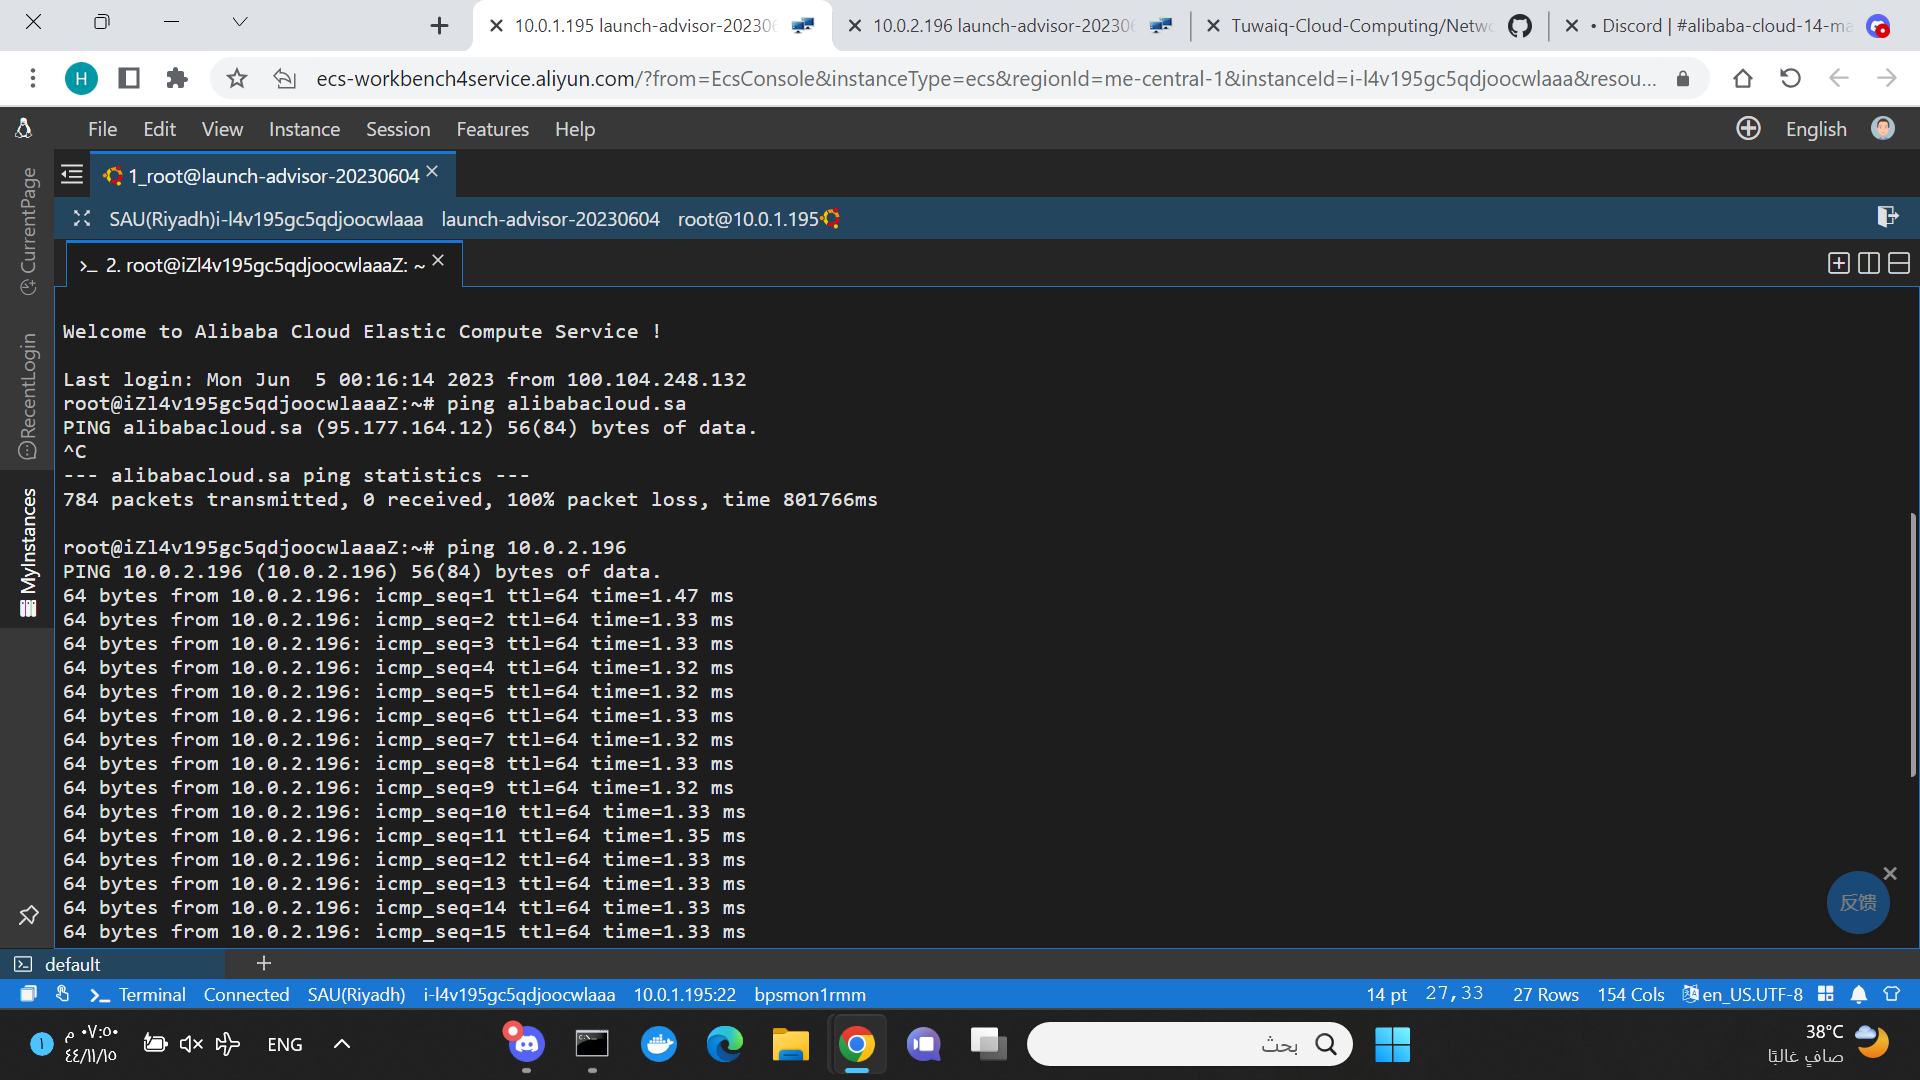 10.0.1.195 launch-advisor-20230
10.0.2.196 launch-advisor-20230
Tuwaiq-Cloud-Computing/Netw
• Discord | #alibaba-cloud-14-ma
H
ecs-workbench4service.aliyun.com/?from=EcsConsole&instanceType=ecs&regionId=me-central-1&instanceId=i-l4v195gc5qdjoocwlaaa&resou...
File Edit View Instance Session Features Help
English
CurrentPage
RecentLogin
MyInstances
1_root@launch-advisor-20230604
SAU(Riyadh)i-l4v195gc5qdjoocwlaaa launch-advisor-20230604 root@10.0.1.195
>_ 2. root@iZl4v195gc5qdjoocwlaaaZ: ~
Welcome to Alibaba Cloud Elastic Compute Service !
Last login: Mon Jun  5 00:16:14 2023 from 100.104.248.132
root@iZl4v195gc5qdjoocwlaaaZ:~# ping alibabacloud.sa
PING alibabacloud.sa (95.177.164.12) 56(84) bytes of data.
^C
--- alibabacloud.sa ping statistics ---
784 packets transmitted, 0 received, 100% packet loss, time 801766ms
root@iZl4v195gc5qdjoocwlaaaZ:~# ping 10.0.2.196
PING 10.0.2.196 (10.0.2.196) 56(84) bytes of data.
64 bytes from 10.0.2.196: icmp_seq=1 ttl=64 time=1.47 ms
64 bytes from 10.0.2.196: icmp_seq=2 ttl=64 time=1.33 ms
64 bytes from 10.0.2.196: icmp_seq=3 ttl=64 time=1.33 ms
64 bytes from 10.0.2.196: icmp_seq=4 ttl=64 time=1.32 ms
64 bytes from 10.0.2.196: icmp_seq=5 ttl=64 time=1.32 ms
64 bytes from 10.0.2.196: icmp_seq=6 ttl=64 time=1.33 ms
64 bytes from 10.0.2.196: icmp_seq=7 ttl=64 time=1.32 ms
64 bytes from 10.0.2.196: icmp_seq=8 ttl=64 time=1.33 ms
64 bytes from 10.0.2.196: icmp_seq=9 ttl=64 time=1.32 ms
64 bytes from 10.0.2.196: icmp_seq=10 ttl=64 time=1.33 ms
64 bytes from 10.0.2.196: icmp_seq=11 ttl=64 time=1.35 ms
64 bytes from 10.0.2.196: icmp_seq=12 ttl=64 time=1.33 ms
64 bytes from 10.0.2.196: icmp_seq=13 ttl=64 time=1.33 ms
64 bytes from 10.0.2.196: icmp_seq=14 ttl=64 time=1.33 ms
64 bytes from 10.0.2.196: icmp_seq=15 ttl=64 time=1.33 ms
反馈
default
Terminal Connected SAU(Riyadh) i-l4v195gc5qdjoocwlaaa 10.0.1.195:22 bpsmon1rmm
14 pt 27,33 27 Rows 154 Cols en_US.UTF-8
١
٠٧:٥٠ م
٤٤/١١/١٥
ENG
بحث
38°C
صافٍ غالبًا